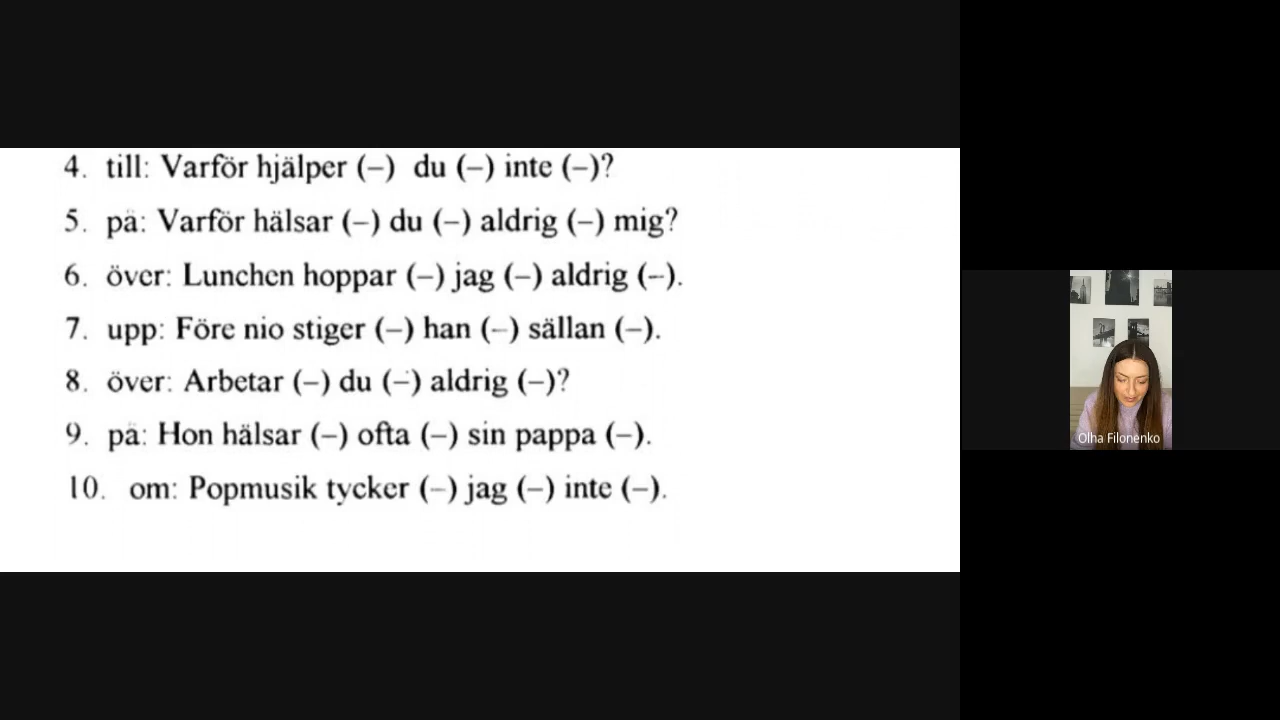 4. till: Varför hjälper (–) du (–) inte (–)?
5. på: Varför hälsar (–) du (–) aldrig (–) mig?
6. över: Lunchen hoppar (–) jag (–) aldrig (–).
7. upp: Före nio stiger (–) han (–) sällan (–).
8. över: Arbetar (–) du (–) aldrig (–)?
9. på: Hon hälsar (–) ofta (–) sin pappa (–).
10. om: Popmusik tycker (–) jag (–) inte (–).
Olha Filonenko